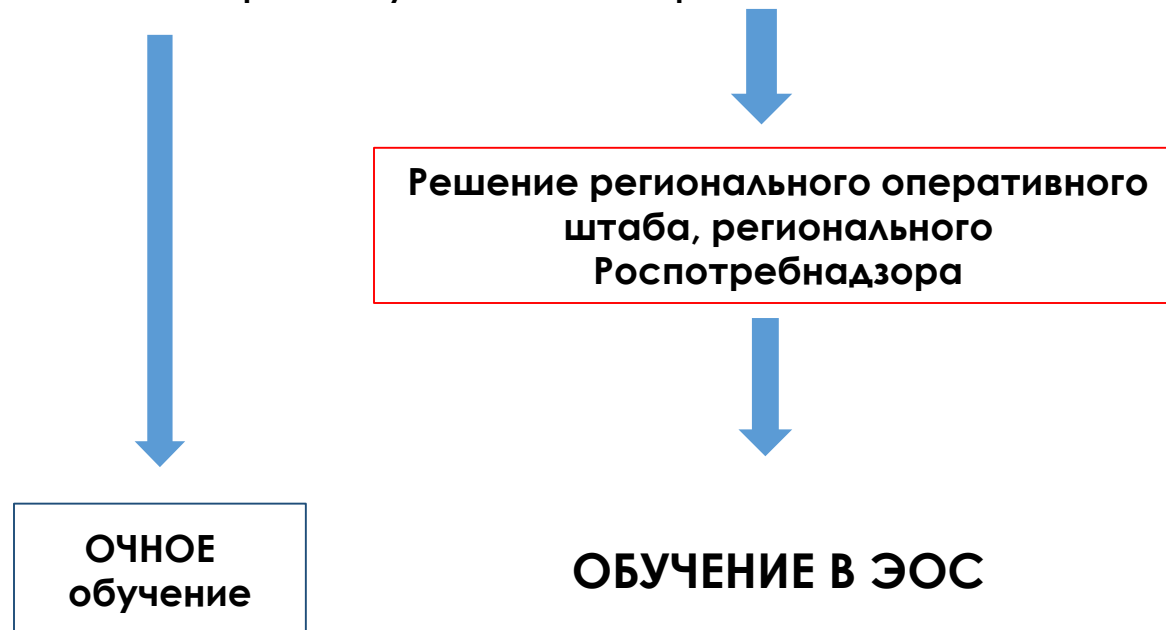 Решение регионального оперативного
штаба, регионального
Роспотребнадзора
ОЧНОЕ
обучение
ОБУЧЕНИЕ В ЭОС